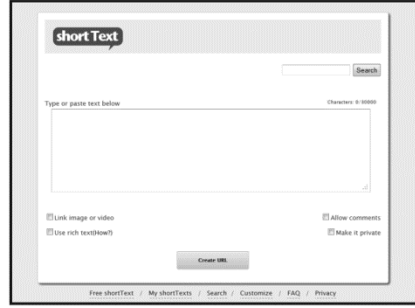 short Text
Search
Type or paste text below
Characters: 0/10000
Link image or video
Allow comments
Use rich text(How?)
Make it private
Create URL
Free shortText / My shortTexts / Search / Customize / FAQ / Privacy